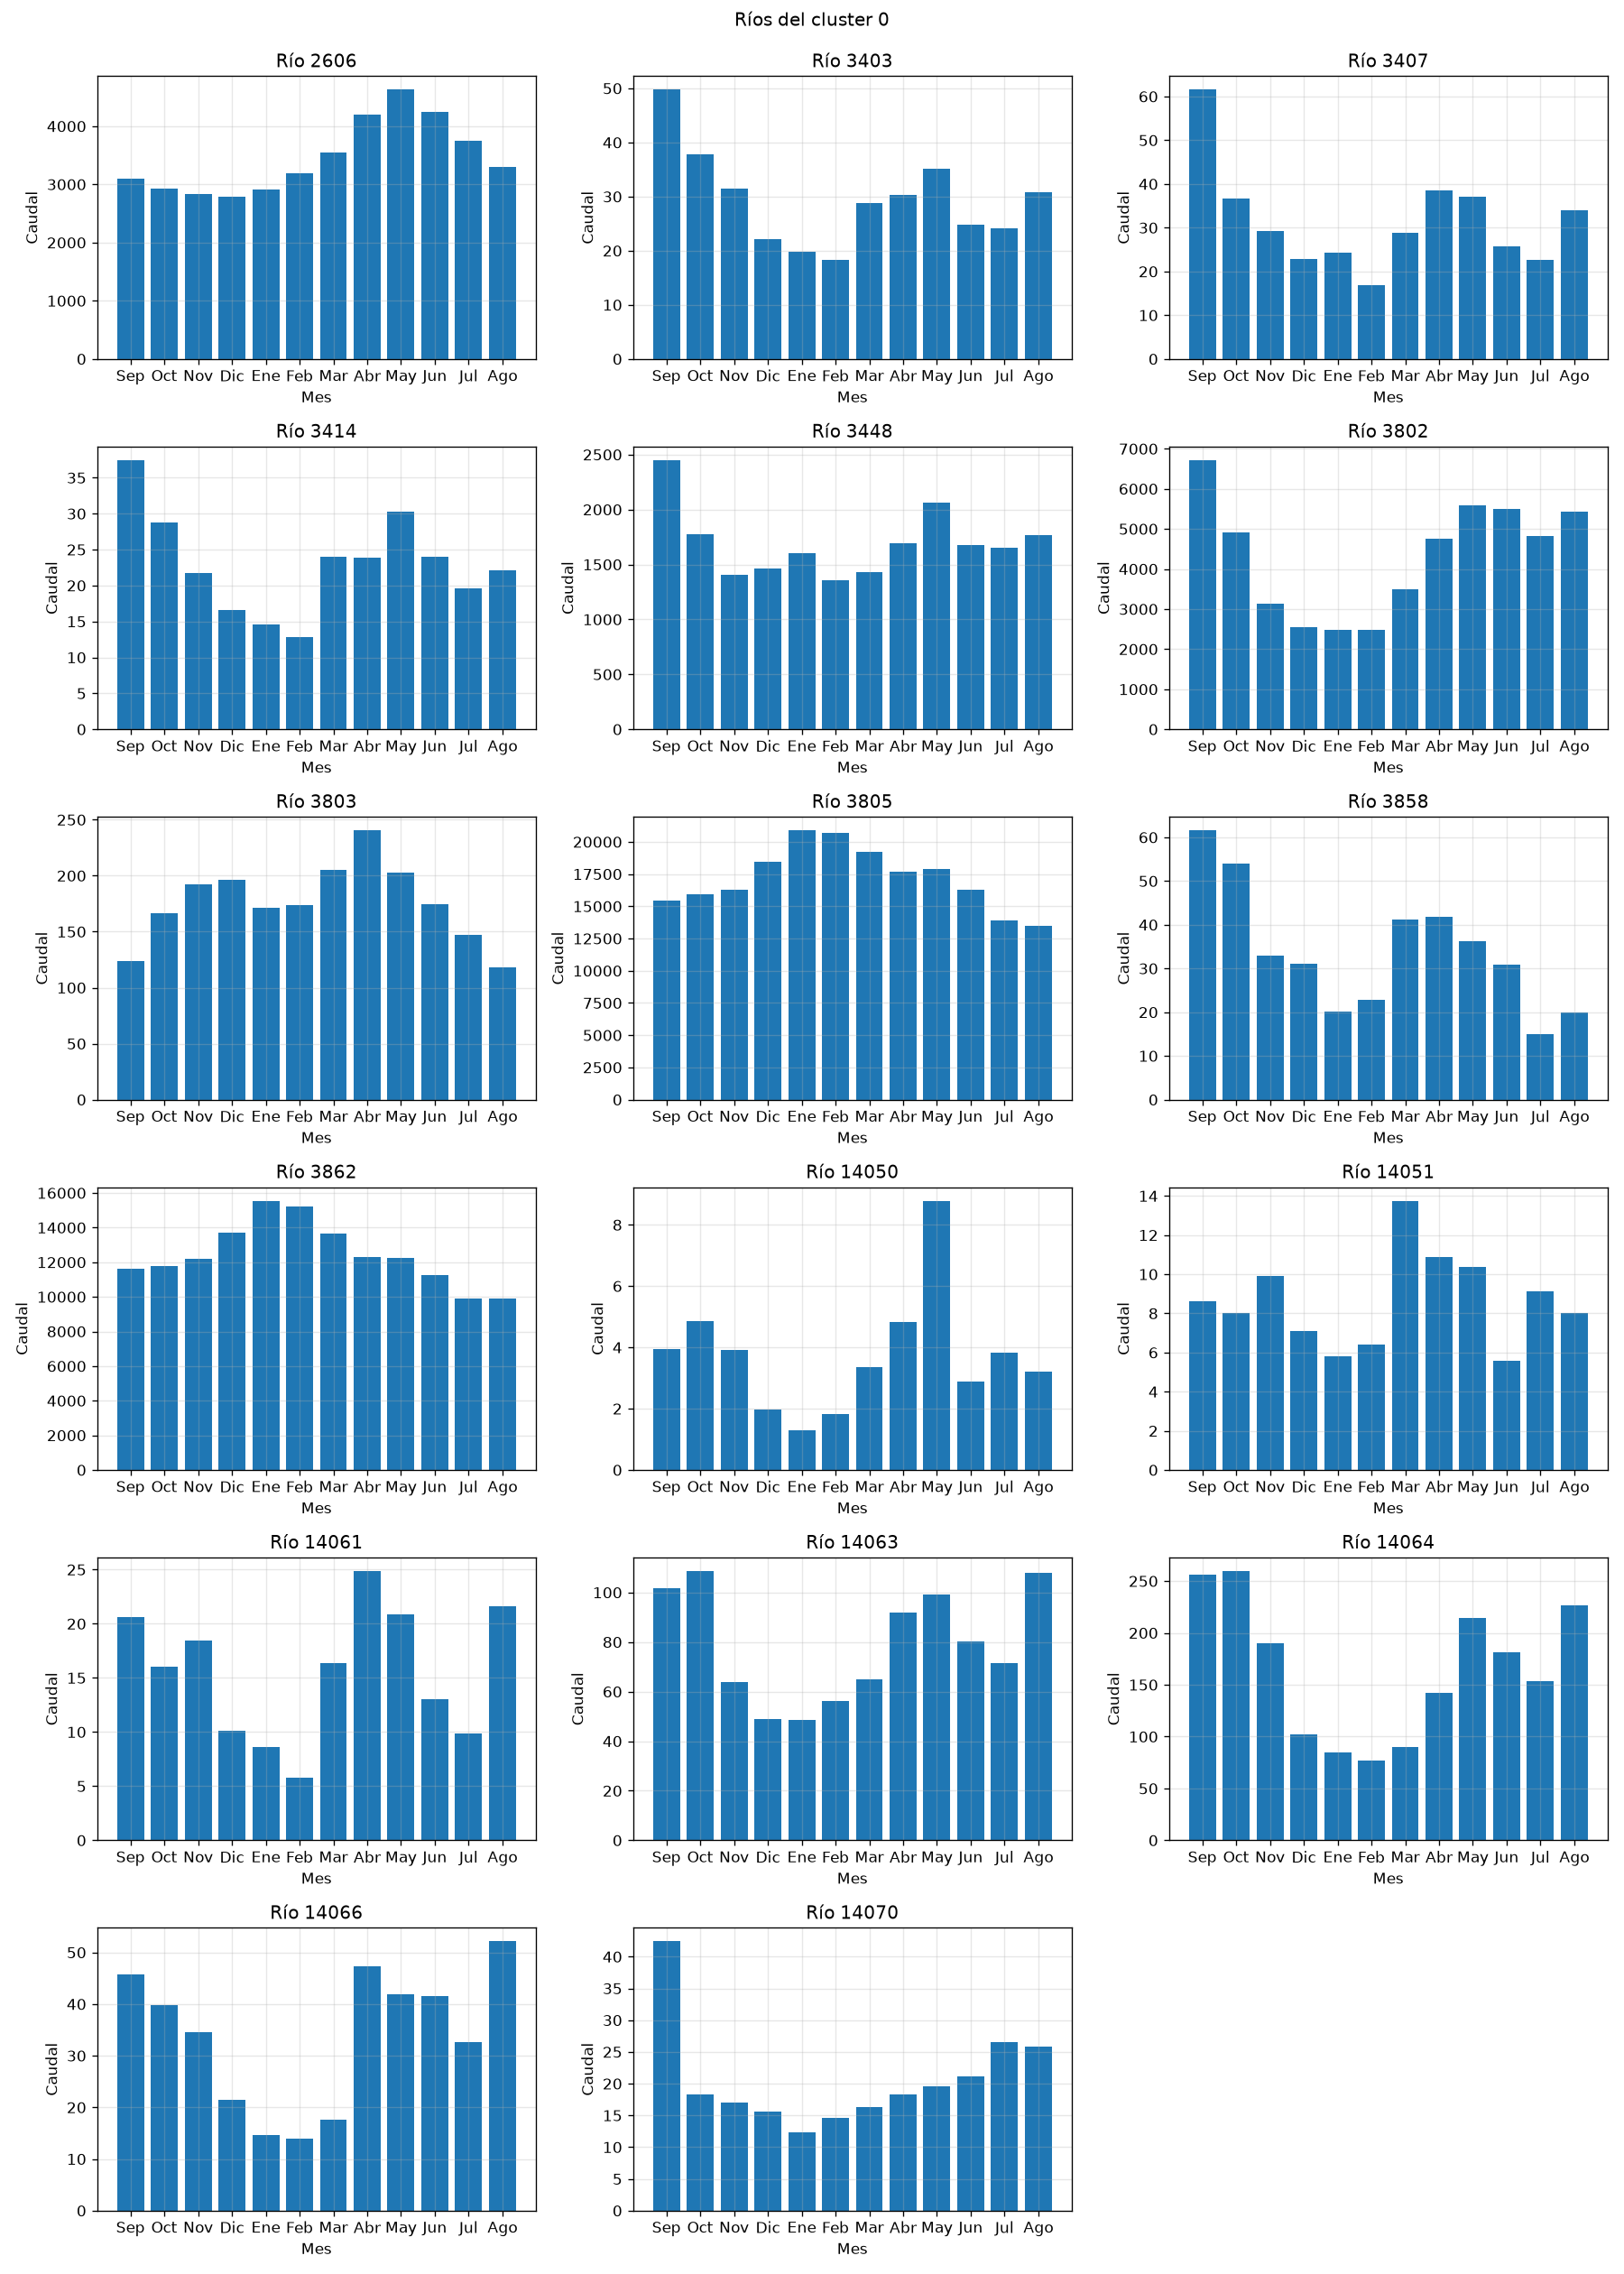 Ríos del cluster 0
Río 2606
Caudal
4000
3000
2000
1000
0
Sep Oct Nov Dic Ene Feb Mar Abr May Jun Jul Ago
Mes
Río 3403
Caudal
50
40
30
20
10
0
Sep Oct Nov Dic Ene Feb Mar Abr May Jun Jul Ago
Mes
Río 3407
Caudal
60
50
40
30
20
10
0
Sep Oct Nov Dic Ene Feb Mar Abr May Jun Jul Ago
Mes
Río 3414
Caudal
35
30
25
20
15
10
5
0
Sep Oct Nov Dic Ene Feb Mar Abr May Jun Jul Ago
Mes
Río 3448
Caudal
2500
2000
1500
1000
500
0
Sep Oct Nov Dic Ene Feb Mar Abr May Jun Jul Ago
Mes
Río 3802
Caudal
7000
6000
5000
4000
3000
2000
1000
0
Sep Oct Nov Dic Ene Feb Mar Abr May Jun Jul Ago
Mes
Río 3803
Caudal
250
200
150
100
50
0
Sep Oct Nov Dic Ene Feb Mar Abr May Jun Jul Ago
Mes
Río 3805
Caudal
20000
17500
15000
12500
10000
7500
5000
2500
0
Sep Oct Nov Dic Ene Feb Mar Abr May Jun Jul Ago
Mes
Río 3858
Caudal
60
50
40
30
20
10
0
Sep Oct Nov Dic Ene Feb Mar Abr May Jun Jul Ago
Mes
Río 3862
Caudal
16000
14000
12000
10000
8000
6000
4000
2000
0
Sep Oct Nov Dic Ene Feb Mar Abr May Jun Jul Ago
Mes
Río 14050
Caudal
8
6
4
2
0
Sep Oct Nov Dic Ene Feb Mar Abr May Jun Jul Ago
Mes
Río 14051
Caudal
14
12
10
8
6
4
2
0
Sep Oct Nov Dic Ene Feb Mar Abr May Jun Jul Ago
Mes
Río 14061
Caudal
25
20
15
10
5
0
Sep Oct Nov Dic Ene Feb Mar Abr May Jun Jul Ago
Mes
Río 14063
Caudal
100
80
60
40
20
0
Sep Oct Nov Dic Ene Feb Mar Abr May Jun Jul Ago
Mes
Río 14064
Caudal
250
200
150
100
50
0
Sep Oct Nov Dic Ene Feb Mar Abr May Jun Jul Ago
Mes
Río 14066
Caudal
50
40
30
20
10
0
Sep Oct Nov Dic Ene Feb Mar Abr May Jun Jul Ago
Mes
Río 14070
Caudal
40
35
30
25
20
15
10
5
0
Sep Oct Nov Dic Ene Feb Mar Abr May Jun Jul Ago
Mes